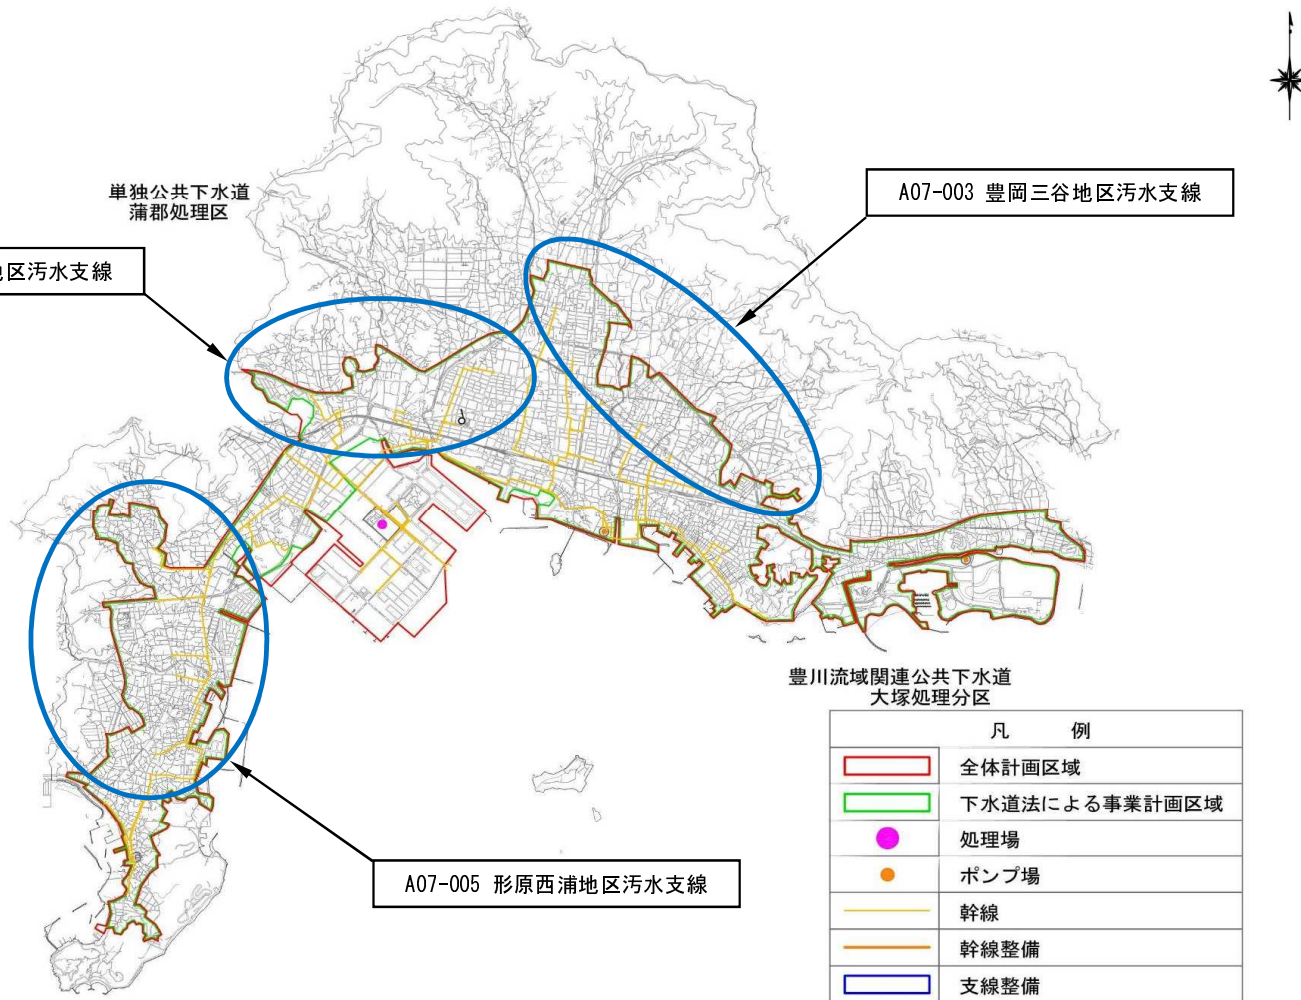 単独公共下水道
蒲郡処理区
A07-003 豊岡三谷地区汚水支線
区汚水支線
A07-005 形原西浦地区汚水支線
豊川流域関連公共下水道
大塚処理分区
凡 例
全体計画区域
下水道法による事業計画区域
処理場
ポンプ場
幹線
幹線整備
支線整備